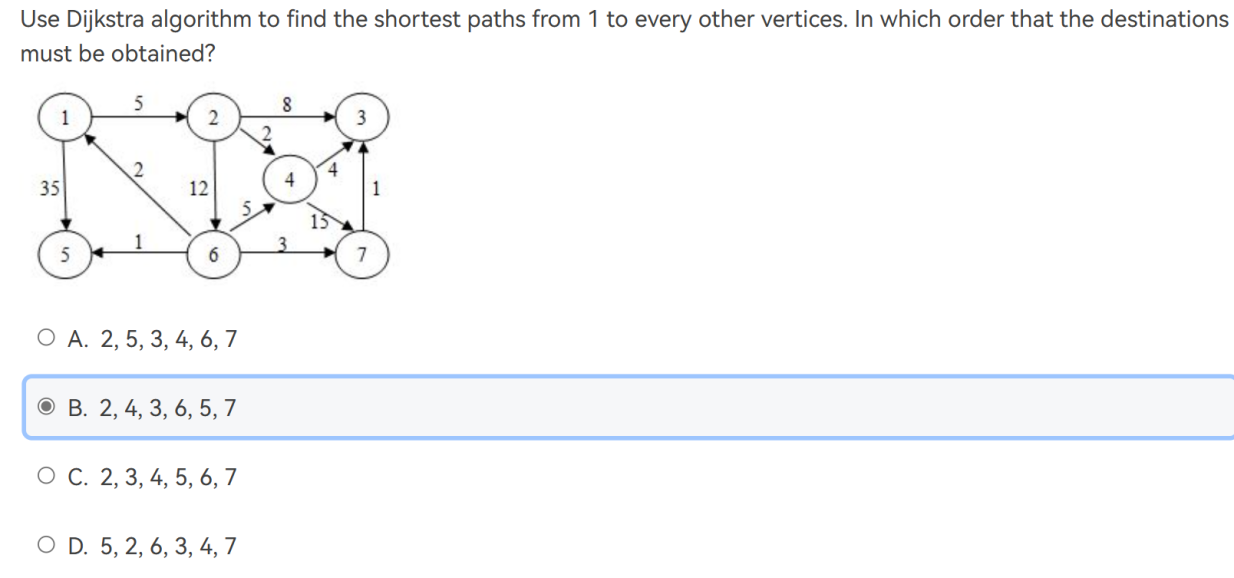 Use Dijkstra algorithm to find the shortest paths from 1 to every other vertices. In which order that the destinations
must be obtained?
5 8
1 2 3
2
2 4 4
35 12 1
5 15
1 3
5 6 7
A. 2, 5, 3, 4, 6, 7
B. 2, 4, 3, 6, 5, 7
C. 2, 3, 4, 5, 6, 7
D. 5, 2, 6, 3, 4, 7